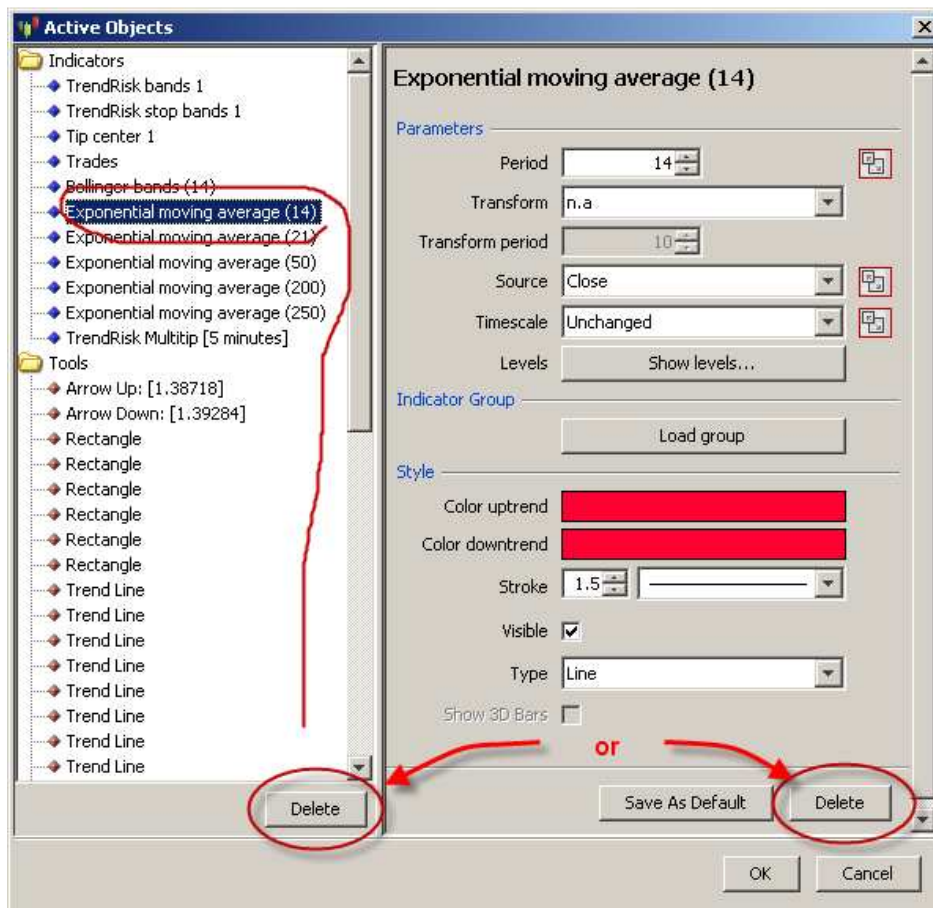 Active Objects
Indicators
TrendRisk bands 1
TrendRisk stop bands 1
Tip center 1
Trades
Bollinger bands (14)
Exponential moving average (14)
Exponential moving average (21)
Exponential moving average (50)
Exponential moving average (200)
Exponential moving average (250)
TrendRisk Multitip [5 minutes]
Tools
Arrow Up: [1.38718]
Arrow Down: [1.39284]
Rectangle
Rectangle
Rectangle
Rectangle
Rectangle
Rectangle
Trend Line
Trend Line
Trend Line
Trend Line
Trend Line
Trend Line
Trend Line
Trend Line
Delete
Exponential moving average (14)
Parameters
Period 14
Transform n.a
Transform period 10
Source Close
Timescale Unchanged
Levels Show levels...
Indicator Group
Load group
Style
Color uptrend
Color downtrend
Stroke 1.5
Visible
Type Line
Show 3D Bars
or
Save As Default Delete
OK Cancel